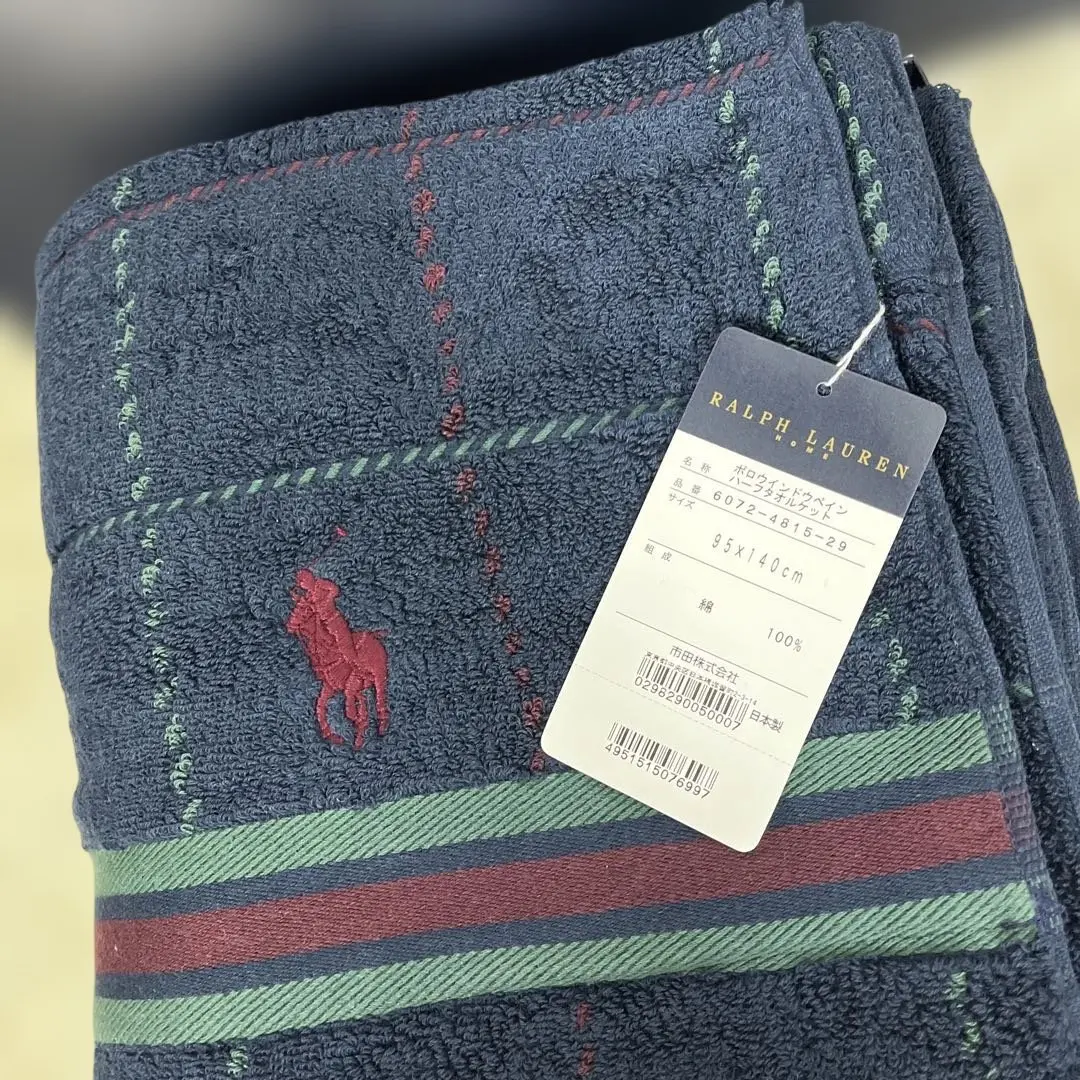 RALPH LAUREN
HOME
名称 ポロウインドウペイン
ハーフタオルケット
品番 6072-4815-29
サイズ 95x140cm
組成
綿 100%
市田株式会社
0298290050007 日本製
4951515076997